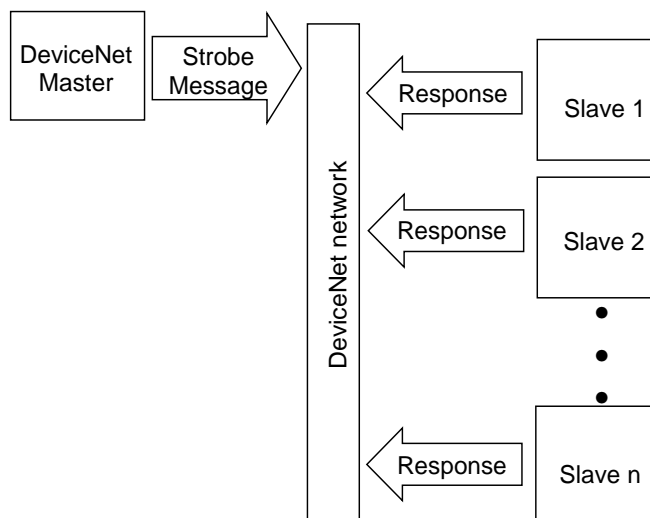 DeviceNet
Master
Strobe
Message
DeviceNet network
Response
Slave 1
Response
Slave 2
Response
Slave n